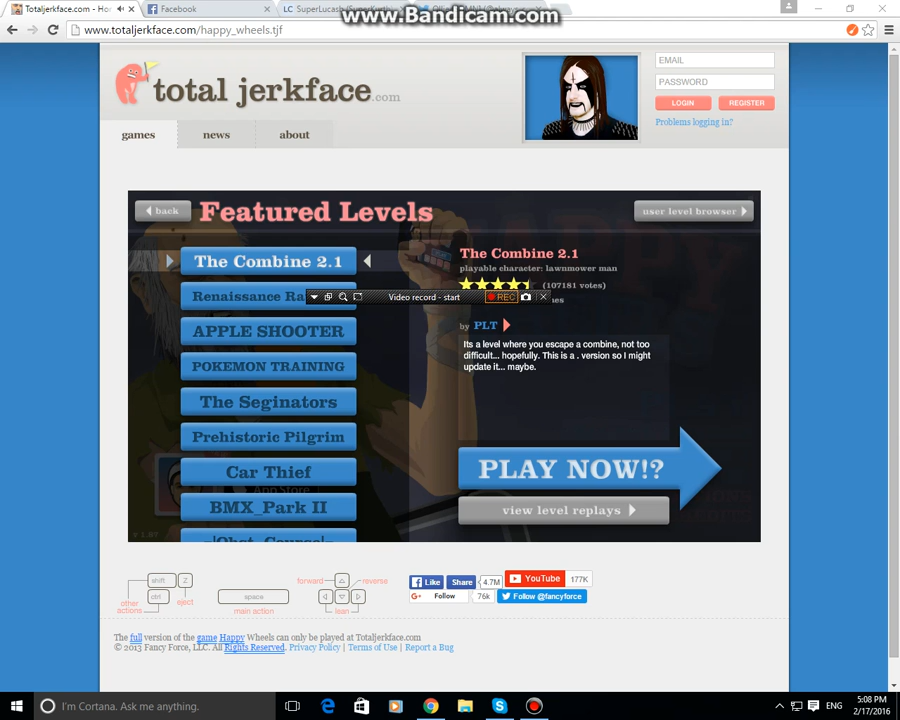 Totaljerkface.com - Ho
Facebook
www.Bandicam.com
www.totaljerkface.com/happy_wheels.tjf
total jerkface.com
EMAIL
PASSWORD
LOGIN REGISTER
Problems logging in?
games news about
back
Featured Levels
user level browser
The Combine 2.1
Renaissance Ra
APPLE SHOOTER
POKEMON TRAINING
The Seginators
Prehistoric Pilgrim
Car Thief
App Store
BMX_Park II
The Combine 2.1
playable character: lawnmower man
(107181 votes)
Video record - start
REC
by PLT
Its a level where you escape a combine, not too
difficult... hopefully. This is a . version so I might
update it... maybe.
PLAY NOW!?
view level replays
shift Z
ctrl
other
actions
eject
space
main action
forward
reverse
lean
Like Share 4.7M
YouTube 177K
G+ Follow 76k
Follow @fancyforce
The full version of the game Happy Wheels can only be played at Totaljerkface.com
© 2013 Fancy Force, LLC. All Rights Reserved. Privacy Policy | Terms of Use | Report a Bug
I'm Cortana. Ask me anything.
ENG
5:08 PM
2/17/2016